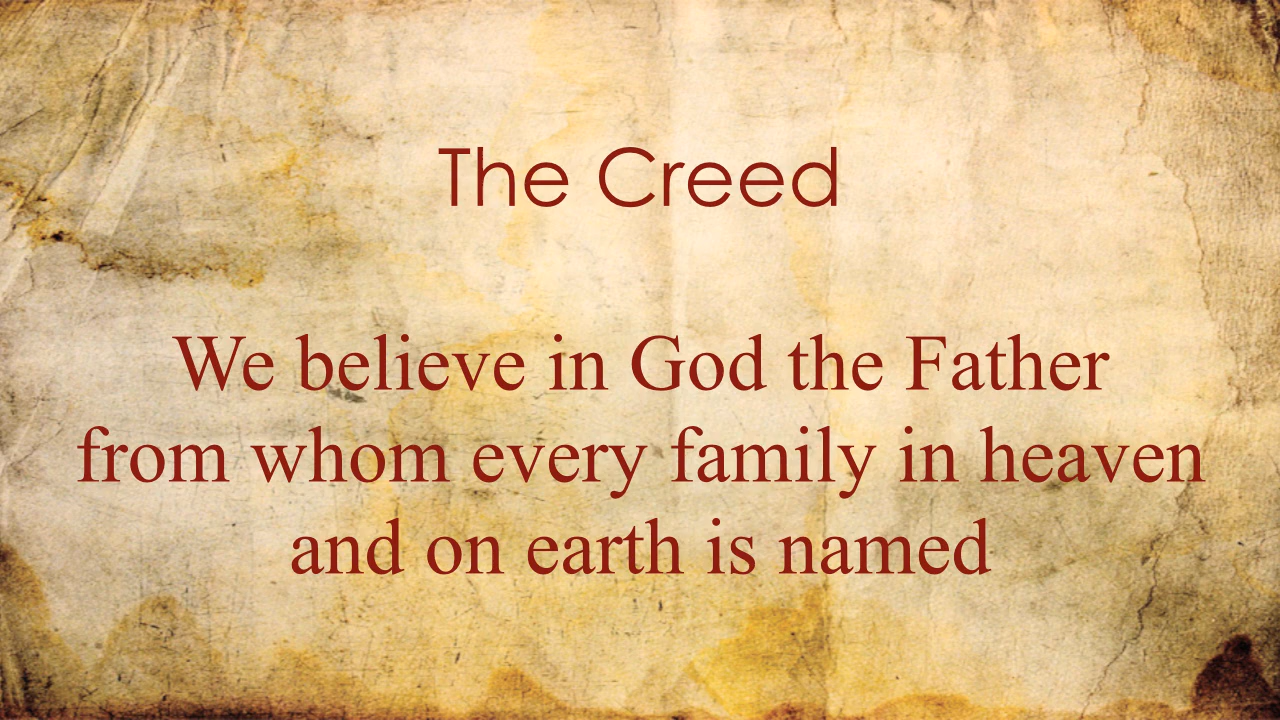 The Creed
We believe in God the Father
from whom every family in heaven
and on earth is named